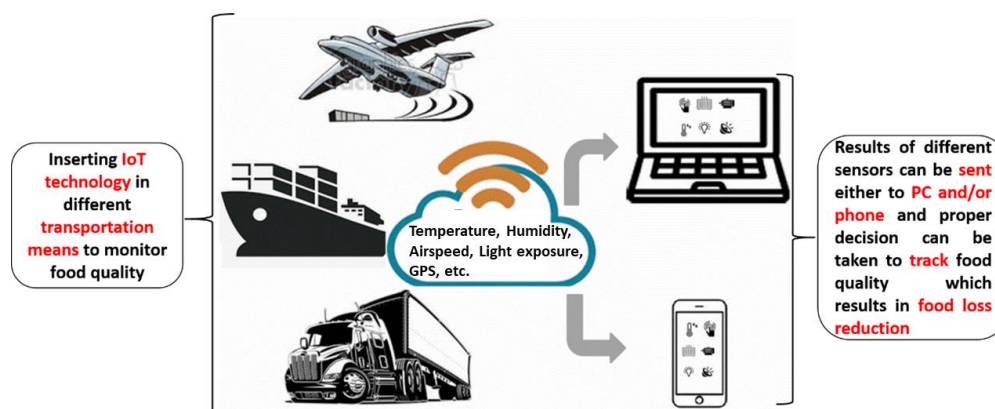 Inserting IoT
technology in
different
transportation
means to monitor
food quality
Temperature, Humidity,
Airspeed, Light exposure,
GPS, etc.
Results of different
sensors can be sent
either to PC and/or
phone and proper
decision can be
taken to track food
quality which
results in food loss
reduction